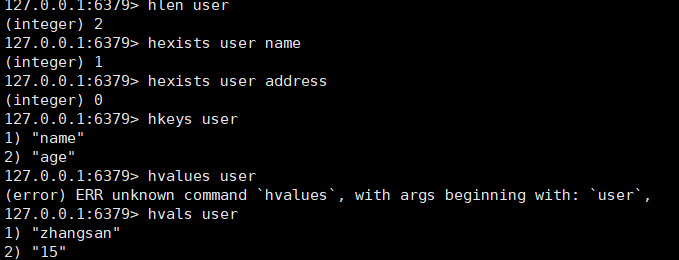 127.0.0.1:6379> hlen user
(integer) 2
127.0.0.1:6379> hexists user name
(integer) 1
127.0.0.1:6379> hexists user address
(integer) 0
127.0.0.1:6379> hkeys user
1) "name"
2) "age"
127.0.0.1:6379> hvalues user
(error) ERR unknown command `hvalues`, with args beginning with: `user`,
127.0.0.1:6379> hvals user
1) "zhangsan"
2) "15"